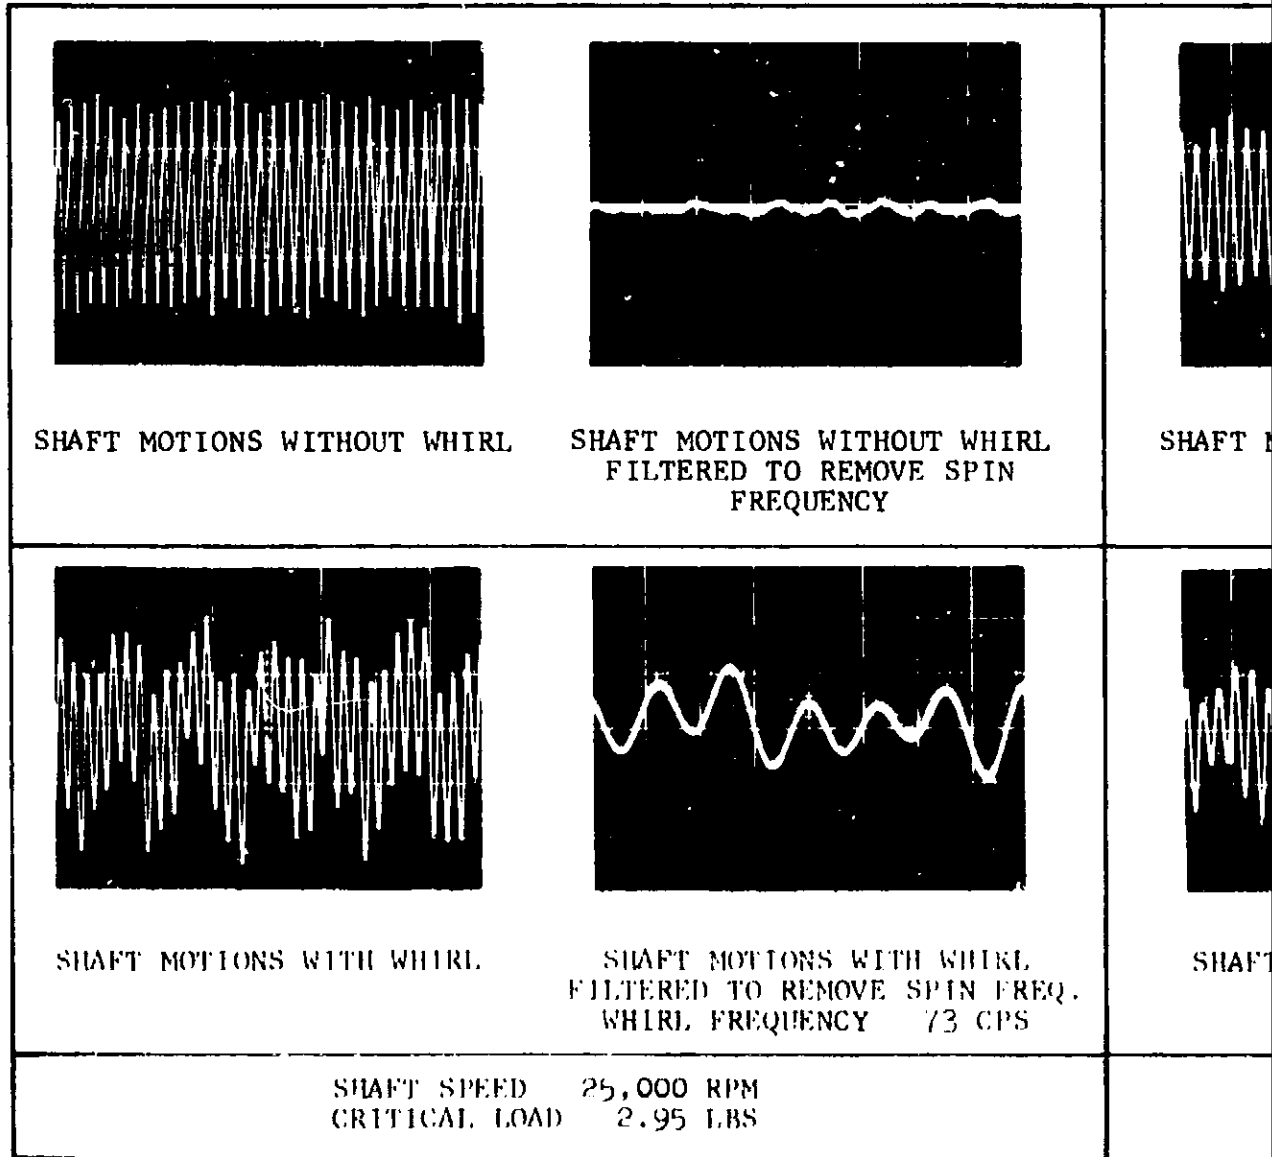 SHAFT MOTIONS WITHOUT WHIRL
SHAFT MOTIONS WITHOUT WHIRL
FILTERED TO REMOVE SPIN
FREQUENCY
SHAFT
SHAFT MOTIONS WITH WHIRL
SHAFT MOTIONS WITH WHIRL
FILTERED TO REMOVE SPIN FREQ.
WHIRL FREQUENCY 73 CPS
SHAFT
SHAFT SPEED 25,000 RPM
CRITICAL LOAD 2.95 LBS